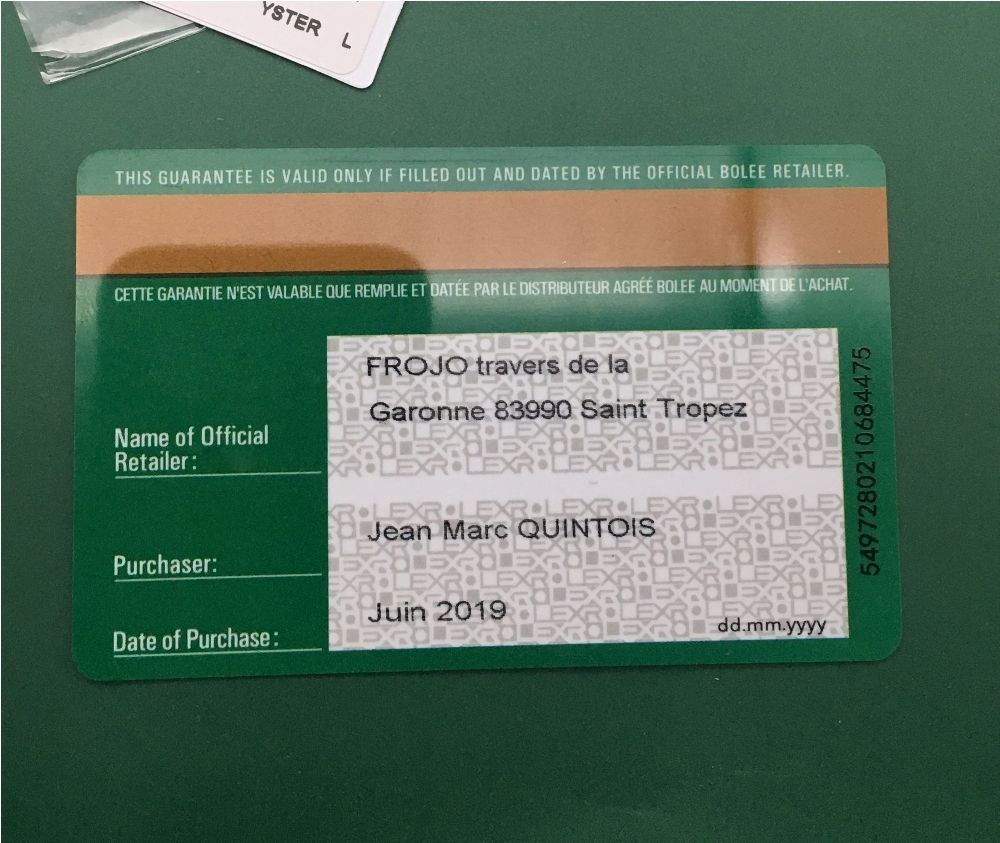 YSTER L
THIS GUARANTEE IS VALID ONLY IF FILLED OUT AND DATED BY THE OFFICIAL BOLEE RETAILER.
CETTE GARANTIE N'EST VALABLE QUE REMPLIE ET DATÉE PAR LE DISTRIBUTEUR AGRÉÉ BOLEE AU MOMENT DE L'ACHAT.
Name of Official
Retailer:
FROJO travers de la
Garonne 83990 Saint Tropez
Purchaser:
Jean Marc QUINTOIS
Date of Purchase:
Juin 2019
dd.mm.yyyy
5497280210684475